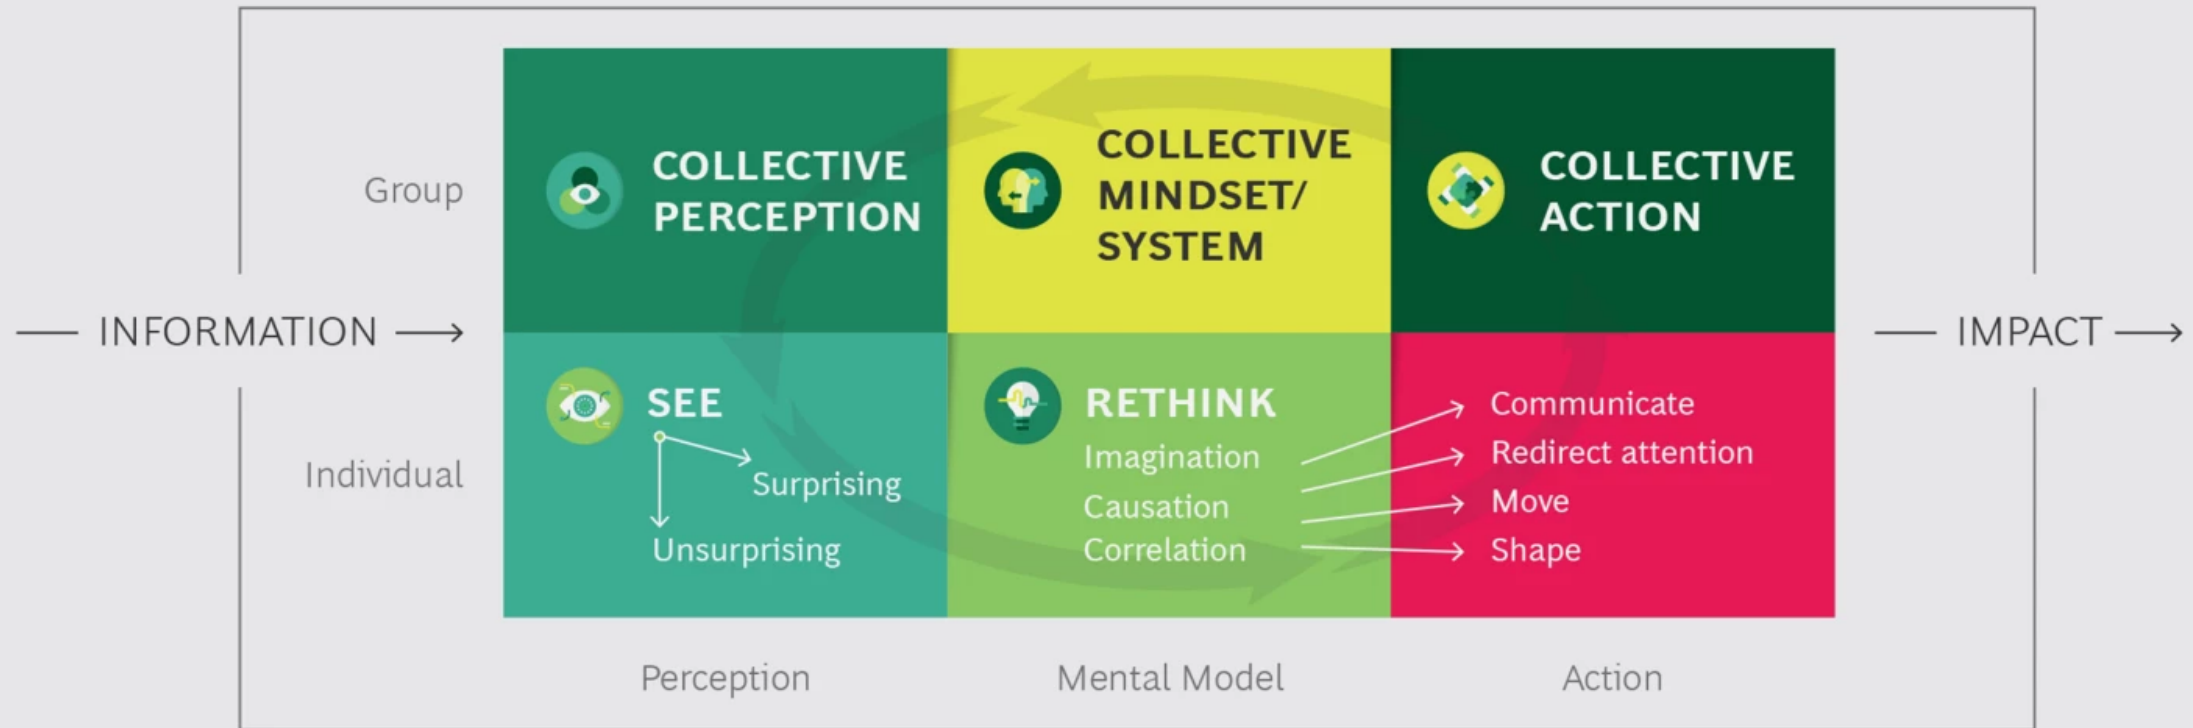 COLLECTIVE
PERCEPTION
COLLECTIVE
MINDSET/
SYSTEM
COLLECTIVE
ACTION
Group
INFORMATION
IMPACT
SEE
Surprising
Unsurprising
RETHINK
Imagination
Causation
Correlation
Communicate
Redirect attention
Move
Shape
Individual
Perception
Mental Model
Action